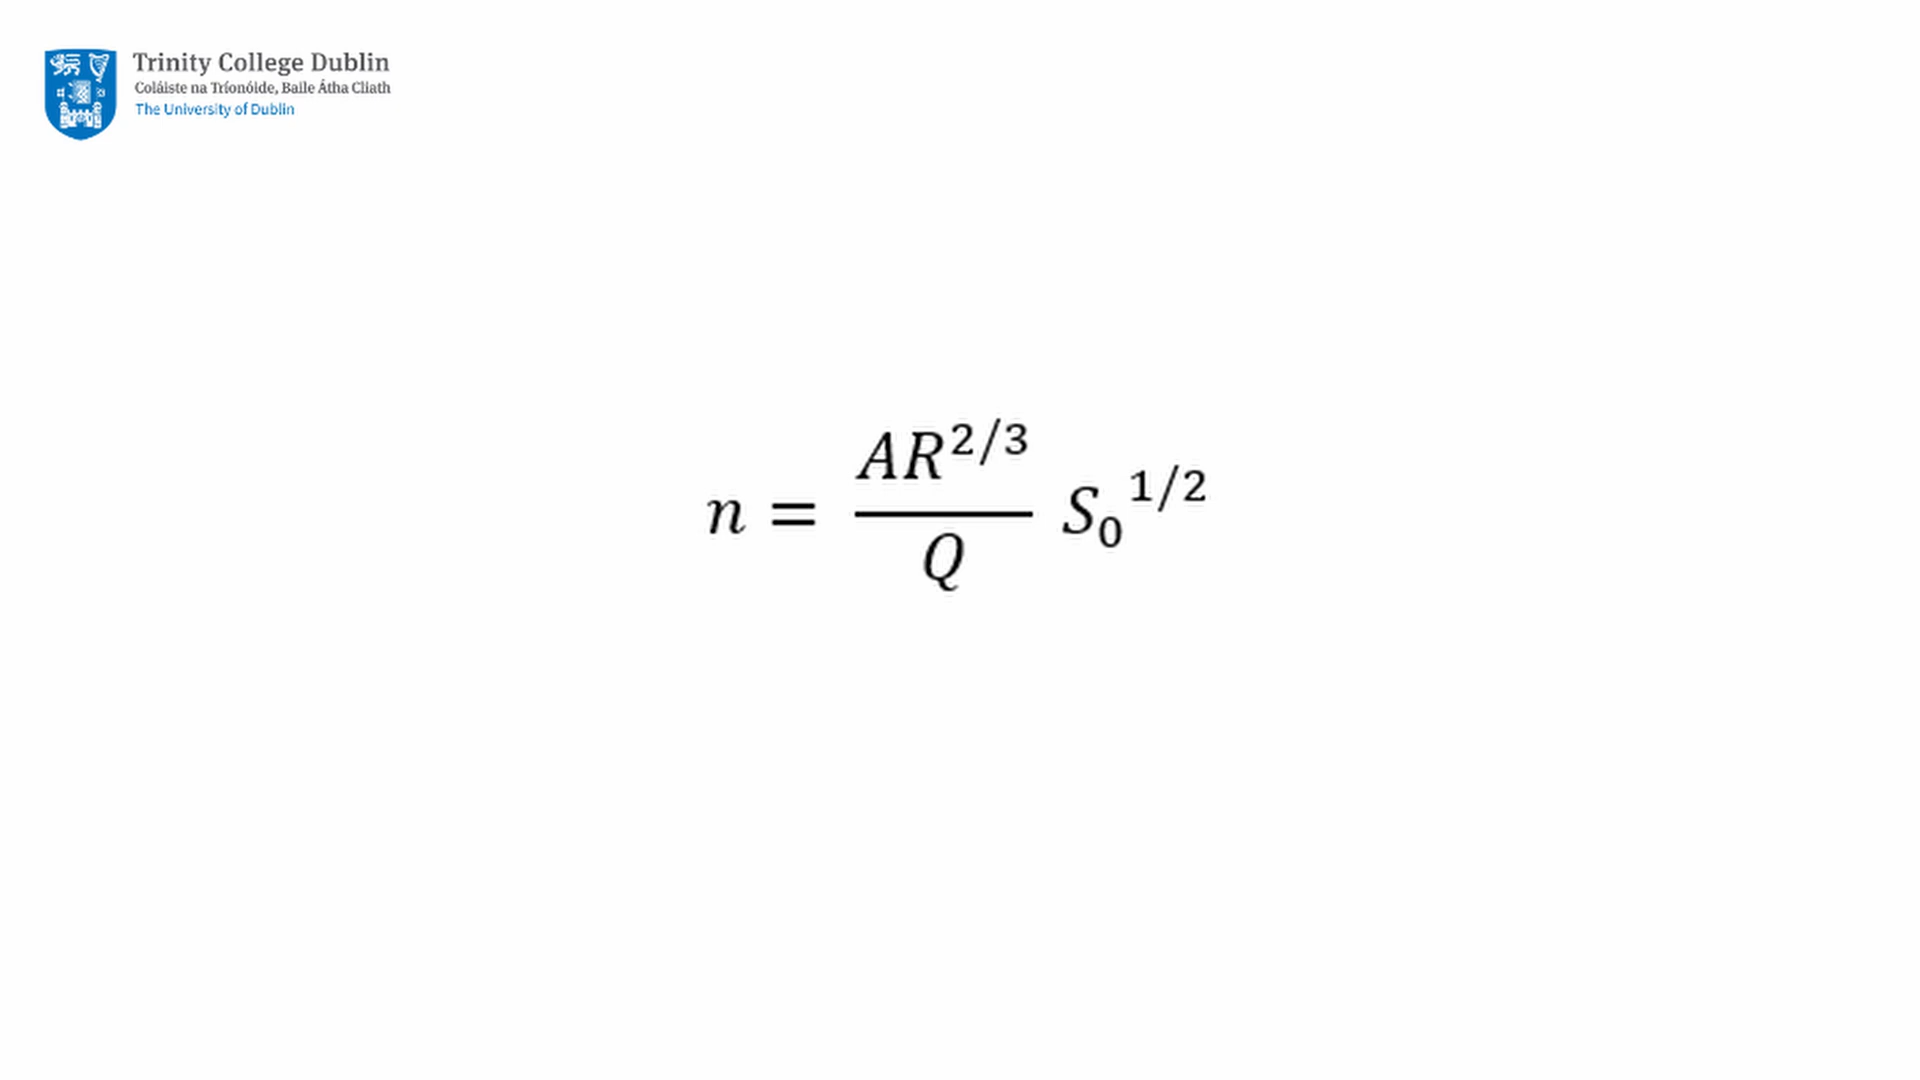 Trinity College Dublin
Coláiste na Tríonóide, Baile Átha Cliath
The University of Dublin
n = AR^{2/3} / Q S_0^{1/2}